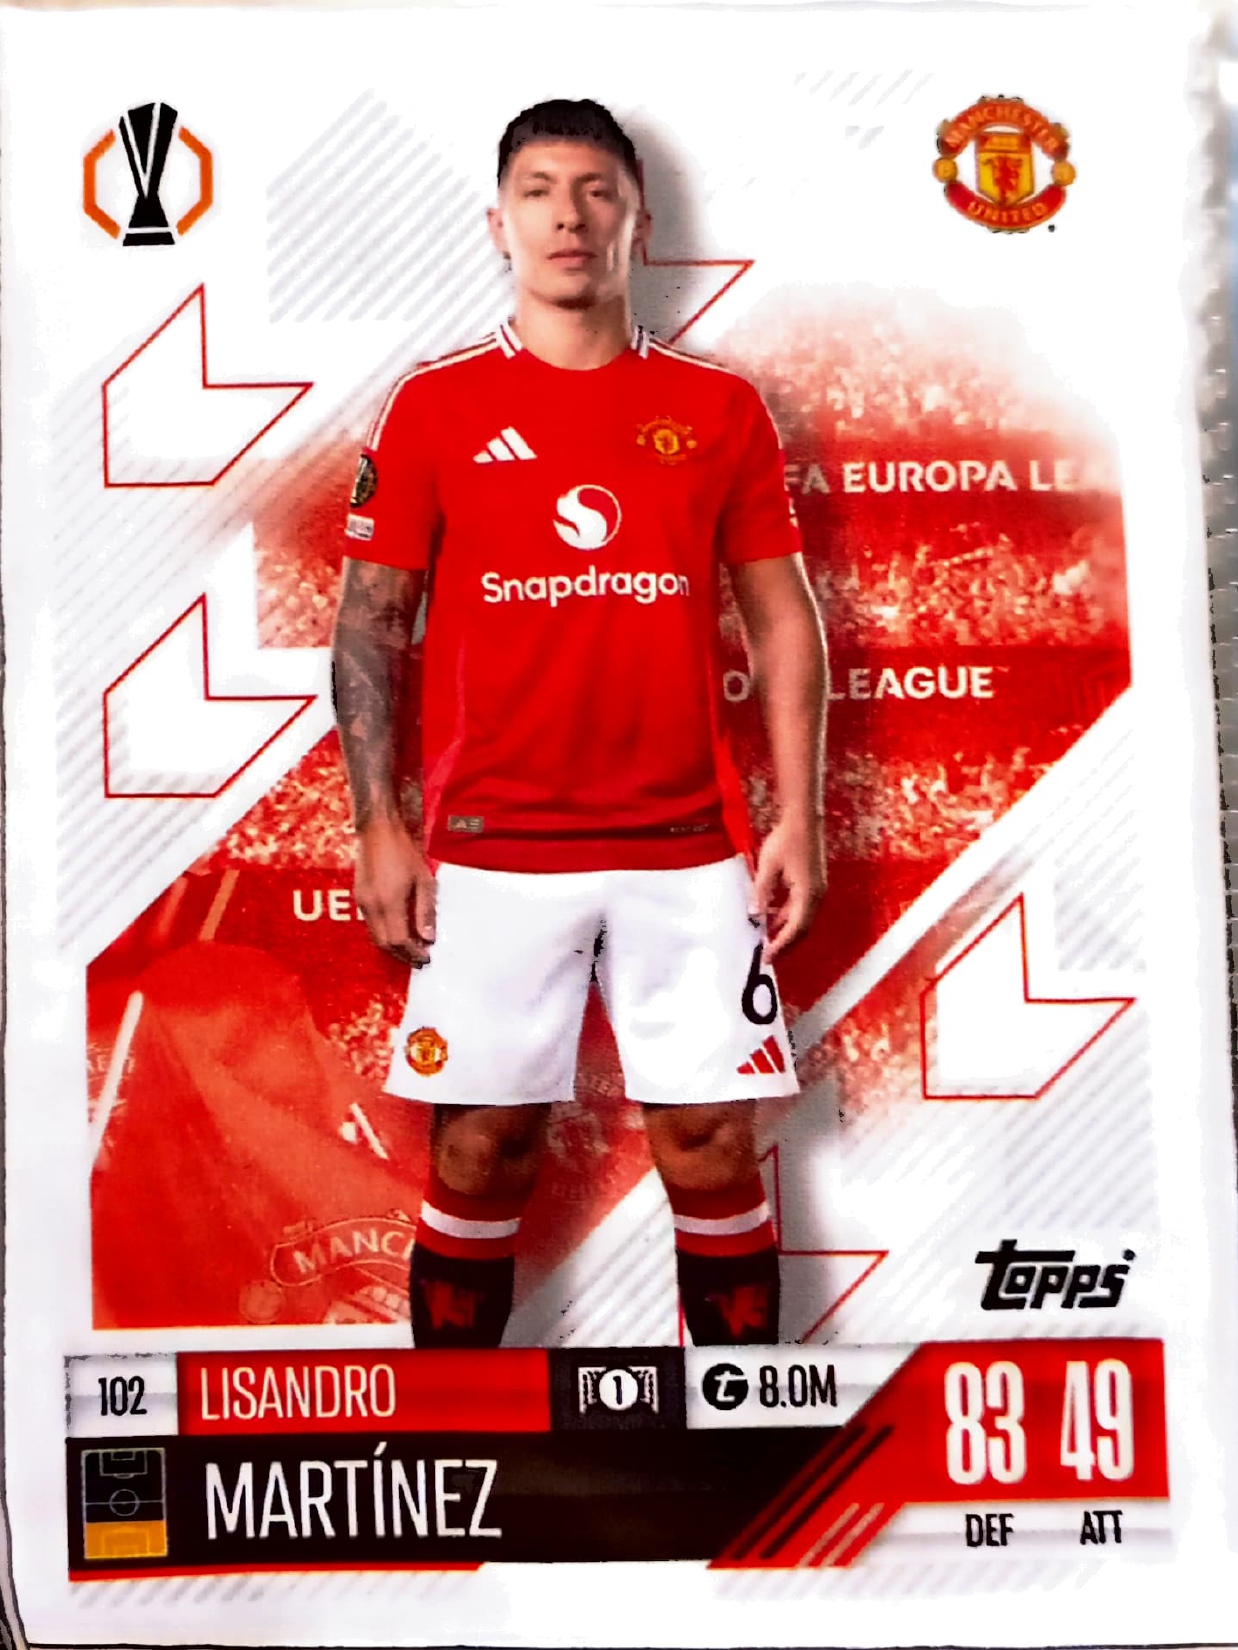 MANCHESTER
UNITED
FA EUROPA LE
Snapdragon
LEAGUE
UE
6
MANC
topps
102
LISANDRO
1
8.0M
83
49
MARTÍNEZ
DEF
ATT